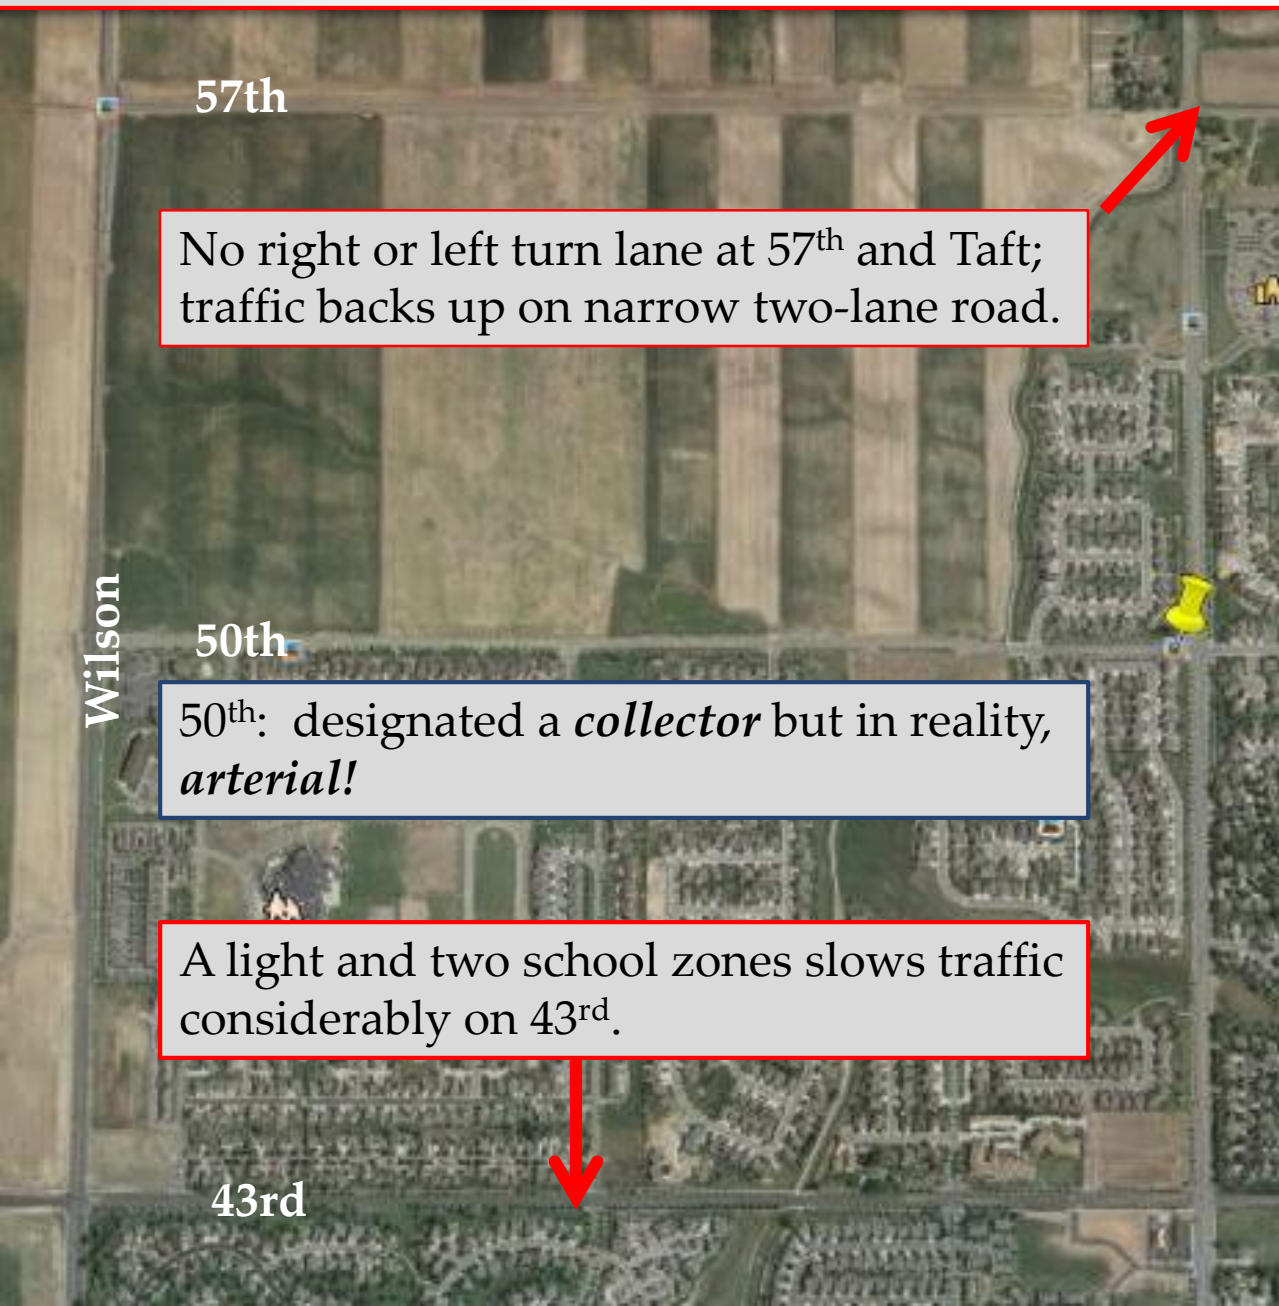 57th
No right or left turn lane at 57th and Taft;
traffic backs up on narrow two-lane road.
Wilson
50th
50th: designated a collector but in reality,
arterial!
A light and two school zones slows traffic
considerably on 43rd.
43rd